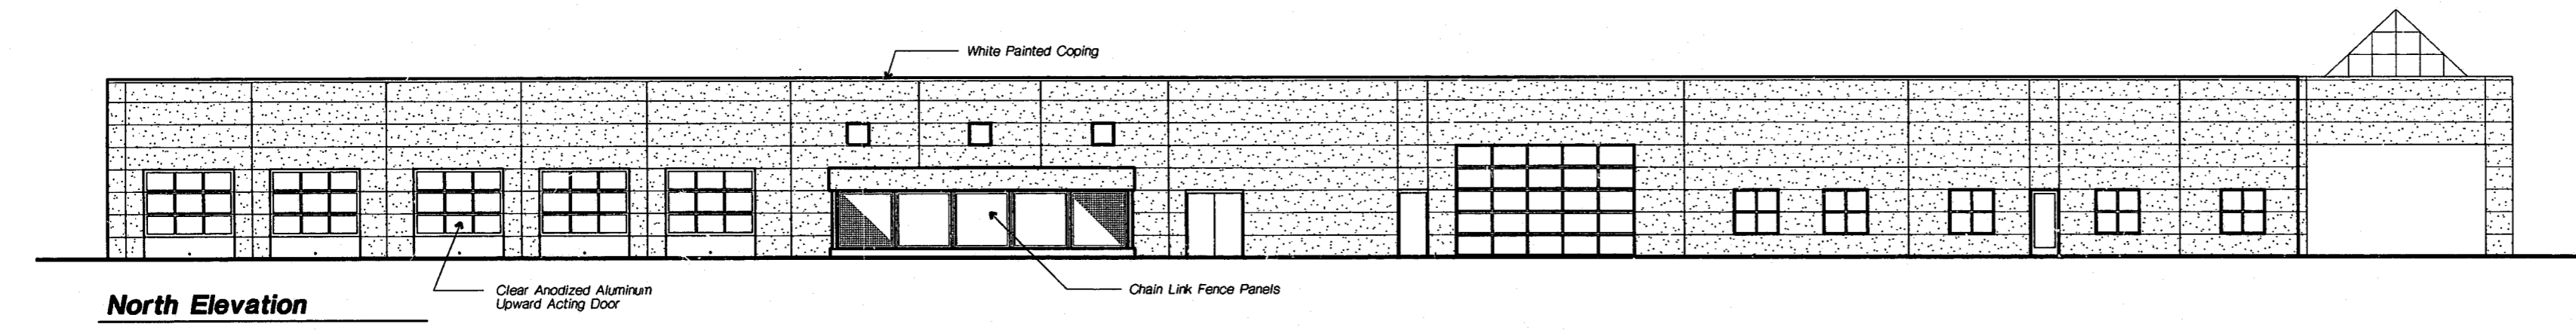 White Painted Coping
Clear Anodized Aluminum
Upward Acting Door
Chain Link Fence Panels
North Elevation